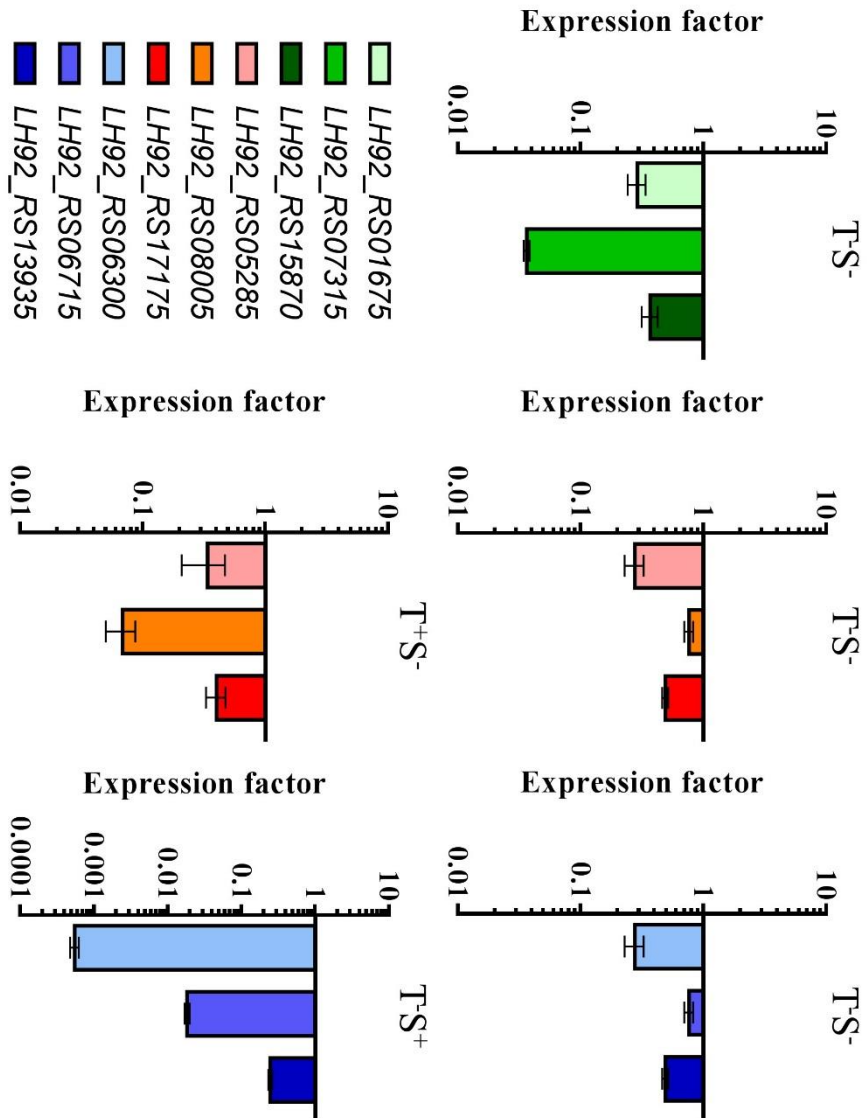 T⁻S⁻
Expression factor
10
1
0.1
0.01
T⁻S⁻
Expression factor
10
1
0.1
0.01
T⁻S⁻
Expression factor
10
1
0.1
0.01
LH92_RS01675
LH92_RS07315
LH92_RS15870
LH92_RS05285
LH92_RS08005
LH92_RS17175
LH92_RS06300
LH92_RS06715
LH92_RS13935
T⁺S⁻
Expression factor
10
1
0.1
0.01
T⁻S⁺
Expression factor
10
1
0.1
0.01
0.001
0.0001